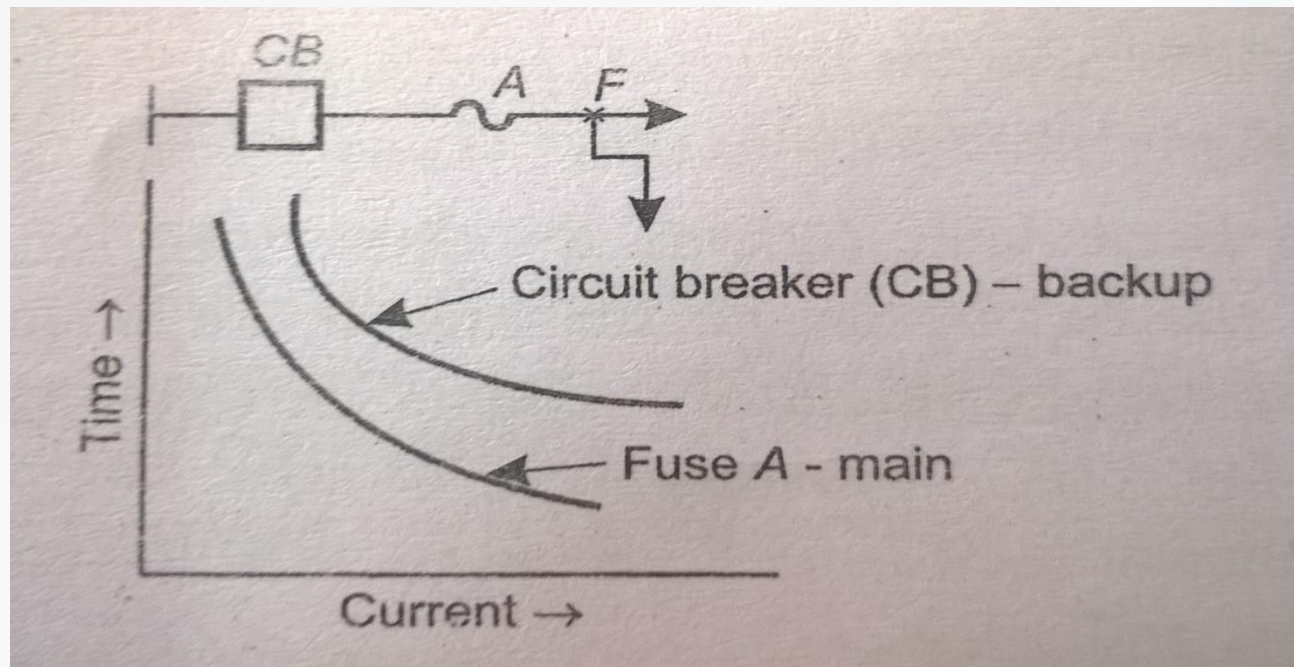 CB
A F
Circuit breaker (CB) – backup
Time →
Fuse A - main
Current →